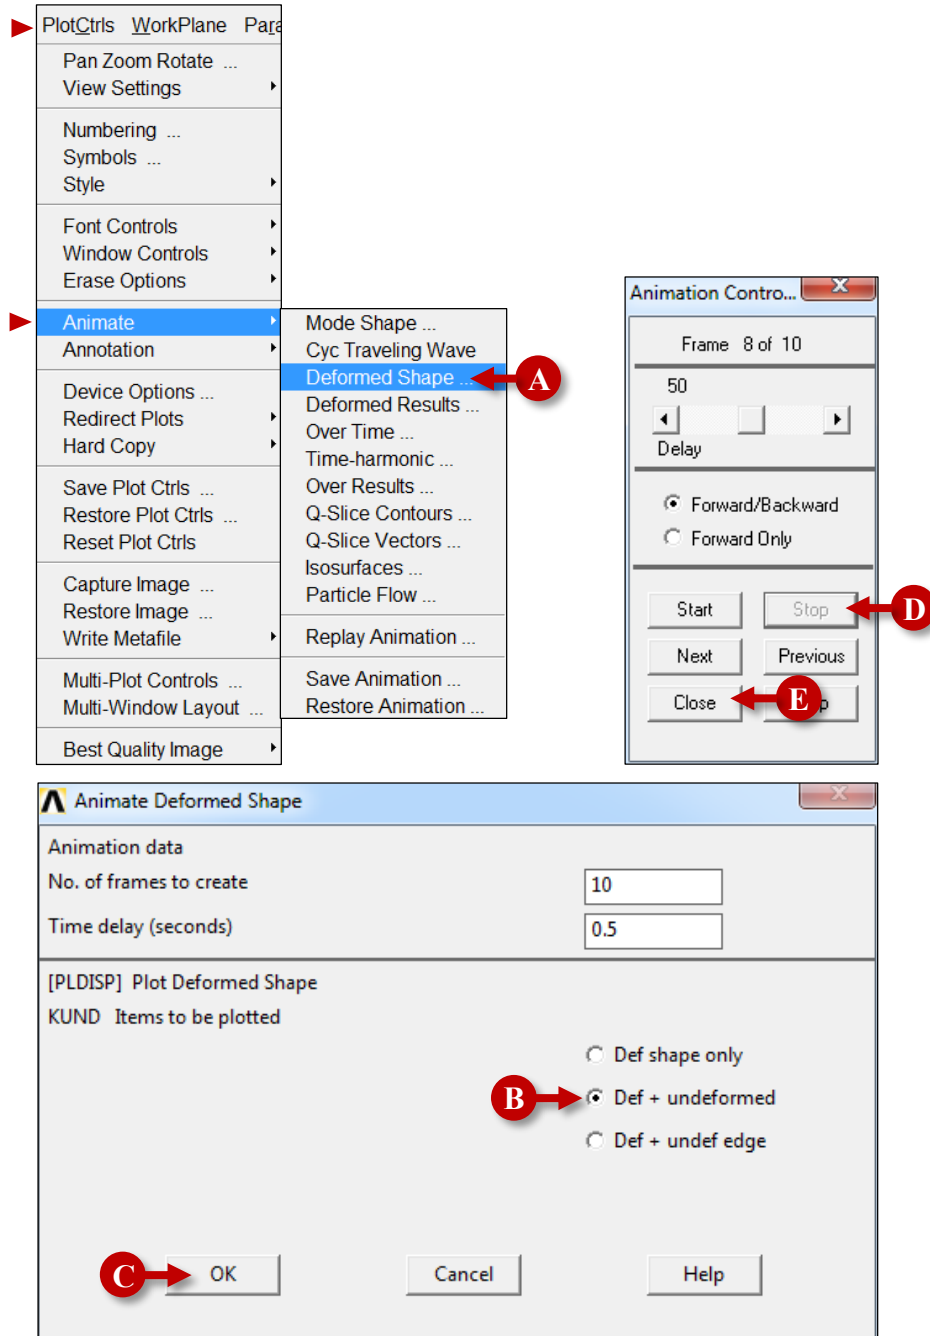 PlotCtrls WorkPlane Para
Pan Zoom Rotate ...
View Settings
Numbering ...
Symbols ...
Style
Font Controls
Window Controls
Erase Options
Animate
Annotation
Device Options ...
Redirect Plots
Hard Copy
Save Plot Ctrls ...
Restore Plot Ctrls ...
Reset Plot Ctrls
Capture Image ...
Restore Image ...
Write Metafile
Multi-Plot Controls ...
Multi-Window Layout ...
Best Quality Image
Mode Shape ...
Cyc Traveling Wave
Deformed Shape ...
A
Deformed Results ...
Over Time ...
Time-harmonic ...
Over Results ...
Q-Slice Contours ...
Q-Slice Vectors ...
Isosurfaces ...
Particle Flow ...
Replay Animation ...
Save Animation ...
Restore Animation ...
Animation Contro...
Frame 8 of 10
50
Delay
Forward/Backward
Forward Only
Start Stop D
Next Previous
Close E p
Animate Deformed Shape
Animation data
No. of frames to create 10
Time delay (seconds) 0.5
[PLDISP] Plot Deformed Shape
KUND Items to be plotted
Def shape only
B Def + undeformed
Def + undef edge
C OK Cancel Help